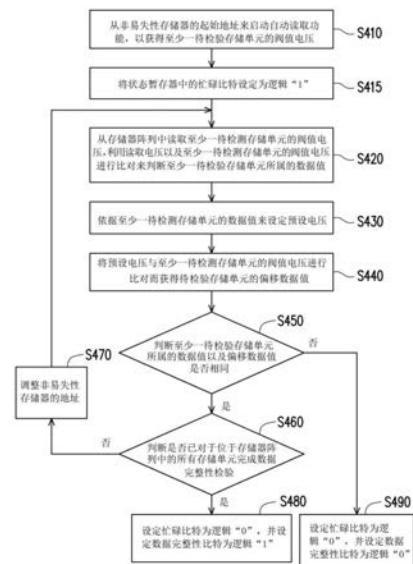 从非易失性存储器的起始地址来启动自动读取功
能，以获得至少一待检验存储单元的阀值电压
S410
将状态暂存器中的忙碌比特设定为逻辑“1”
S415
从存储器阵列中读取至少一待检测存储单元的阀值电
压，利用读取电压以及至少一待检测存储单元的阀值电压
进行比对来判断至少一待检验存储单元所属的数据值
S420
依据至少一待检测存储单元的数据值来设定预设电压
S430
将预设电压与至少一待检测存储单元的阀值电压进行
比对而获得待检验存储单元的偏移数据值
S440
S450
判断至少一待检验存储单元
所属的数据值以及偏移数据值
是否相同
否
是
S470
调整非易失性
存储器的地址
S460
判断是否已对于位于存储器阵
列中的所有存储单元完成数据
完整性检验
否
是
S480
设定忙碌比特为逻辑“0”，并设
定数据完整性比特为逻辑“1”
S490
设定忙碌比特为逻
辑“0”，并设定数据
完整性比特为逻辑“0”